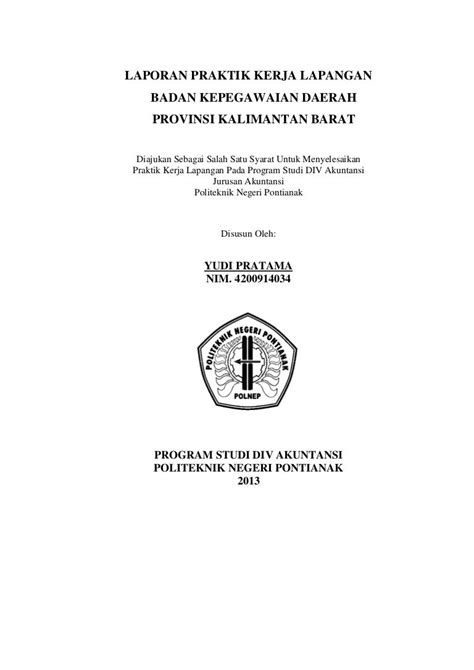 LAPORAN PRAKTIK KERJA LAPANGAN
BADAN KEPEGAWAIAN DAERAH
PROVINSI KALIMANTAN BARAT
Diajukan Sebagai Salah Satu Syarat Untuk Menyelesaikan
Praktik Kerja Lapangan Pada Program Studi DIV Akuntansi
Jurusan Akuntansi
Politeknik Negeri Pontianak
Disusun Oleh:
YUDI PRATAMA
NIM. 4200914034
POLITEKNIK NEGERI PONTIANAK
POLNEP
PROGRAM STUDI DIV AKUNTANSI
POLITEKNIK NEGERI PONTIANAK
2013